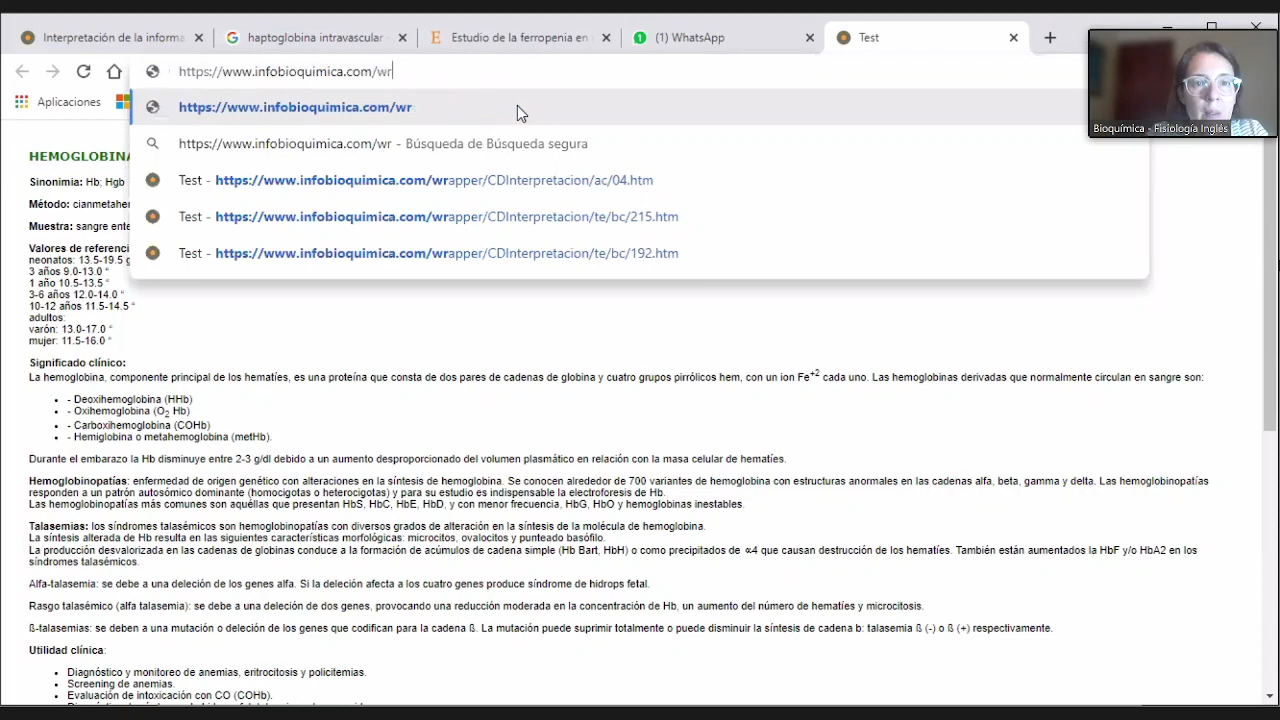 Interpretación de la informa
haptoglobina intravascular
Estudio de la ferropenia en
(1) WhatsApp
Test
https://www.infobioquimica.com/wr
Aplicaciones
https://www.infobioquimica.com/wr
https://www.infobioquimica.com/wr - Búsqueda de Búsqueda segura
Test - https://www.infobioquimica.com/wrapper/CDInterpretacion/ac/04.htm
Test - https://www.infobioquimica.com/wrapper/CDInterpretacion/te/bc/215.htm
Test - https://www.infobioquimica.com/wrapper/CDInterpretacion/te/bc/192.htm
Bioquímica - Fisiología Inglés
HEMOGLOBINA
Sinonimia: Hb; Hgb
Método: cianmetahe
Muestra: sangre ente
Valores de referenci
neonatos: 13.5-19.5 g
3 años 9.0-13.0 "
1 año 10.5-13.5 "
3-6 años 12.0-14.0 "
10-12 años 11.5-14.5 "
adultos:
varón: 13.0-17.0 "
mujer: 11.5-16.0 "
Significado clínico:
La hemoglobina, componente principal de los hematíes, es una proteína que consta de dos pares de cadenas de globina y cuatro grupos pirrólicos hem, con un ion Fe+2 cada uno. Las hemoglobinas derivadas que normalmente circulan en sangre son:
- Deoxihemoglobina (HHb)
- Oxihemoglobina (O2 Hb)
- Carboxihemoglobina (COHb)
- Hemiglobina o metahemoglobina (metHb).
Durante el embarazo la Hb disminuye entre 2-3 g/dl debido a un aumento desproporcionado del volumen plasmático en relación con la masa celular de hematíes.
Hemoglobinopatías: enfermedad de origen genético con alteraciones en la síntesis de hemoglobina. Se conocen alrededor de 700 variantes de hemoglobina con estructuras anormales en las cadenas alfa, beta, gamma y delta. Las hemoglobinopatías
responden a un patrón autosómico dominante (homocigotas o heterocigotas) y para su estudio es indispensable la electroforesis de Hb.
Las hemoglobinopatías más comunes son aquéllas que presentan HbS, HbC, HbE, HbD, y con menor frecuencia, HbG, HbO y hemoglobinas inestables.
Talasemias: los síndromes talasémicos son hemoglobinopatías con diversos grados de alteración en la síntesis de la molécula de hemoglobina.
La síntesis alterada de Hb resulta en las siguientes características morfológicas: microcitos, ovalocitos y punteado basófilo.
La producción desvalorizada en las cadenas de globinas conduce a la formación de acúmulos de cadena simple (Hb Bart, HbH) o como precipitados de ∝4 que causan destrucción de los hematíes. También están aumentados la HbF y/o HbA2 en los
síndromes talasémicos.
Alfa-talasemia: se debe a una deleción de los genes alfa. Si la deleción afecta a los cuatro genes produce síndrome de hidrops fetal.
Rasgo talasémico (alfa talasemia): se debe a una deleción de dos genes, provocando una reducción moderada en la concentración de Hb, un aumento del número de hematíes y microcitosis.
ß-talasemias: se deben a una mutación o deleción de los genes que codifican para la cadena ß. La mutación puede suprimir totalmente o puede disminuir la síntesis de cadena b: talasemia ß (-) o ß (+) respectivamente.
Utilidad clínica:
Diagnóstico y monitoreo de anemias, eritrocitosis y policitemias.
Screening de anemias.
Evaluación de intoxicación con CO (COHb).